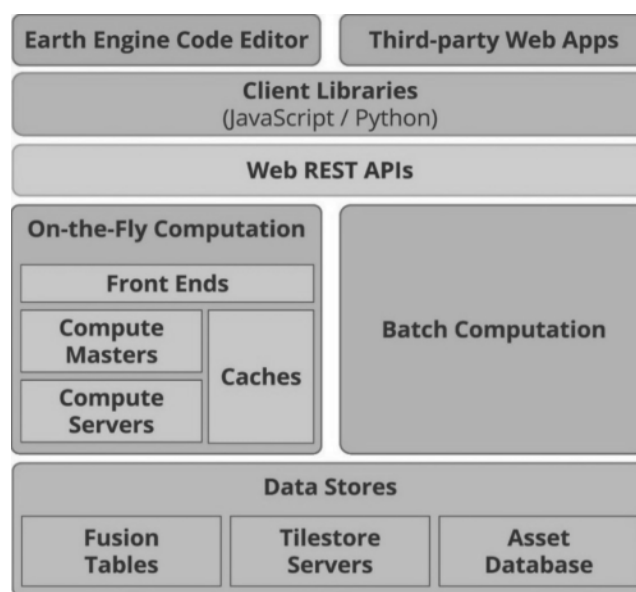 Earth Engine Code Editor
Third-party Web Apps
Client Libraries
(JavaScript / Python)
Web REST APIs
On-the-Fly Computation
Front Ends
Compute
Masters
Caches
Compute
Servers
Batch Computation
Data Stores
Fusion
Tables
Tilestore
Servers
Asset
Database